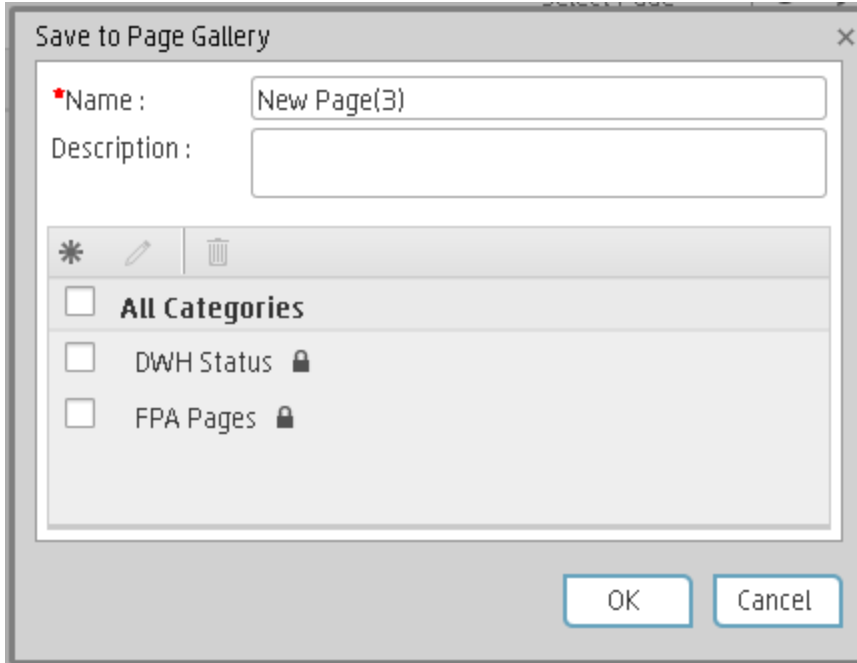 Save to Page Gallery
*Name :
New Page(3)
Description :
All Categories
DWH Status
FPA Pages
OK
Cancel